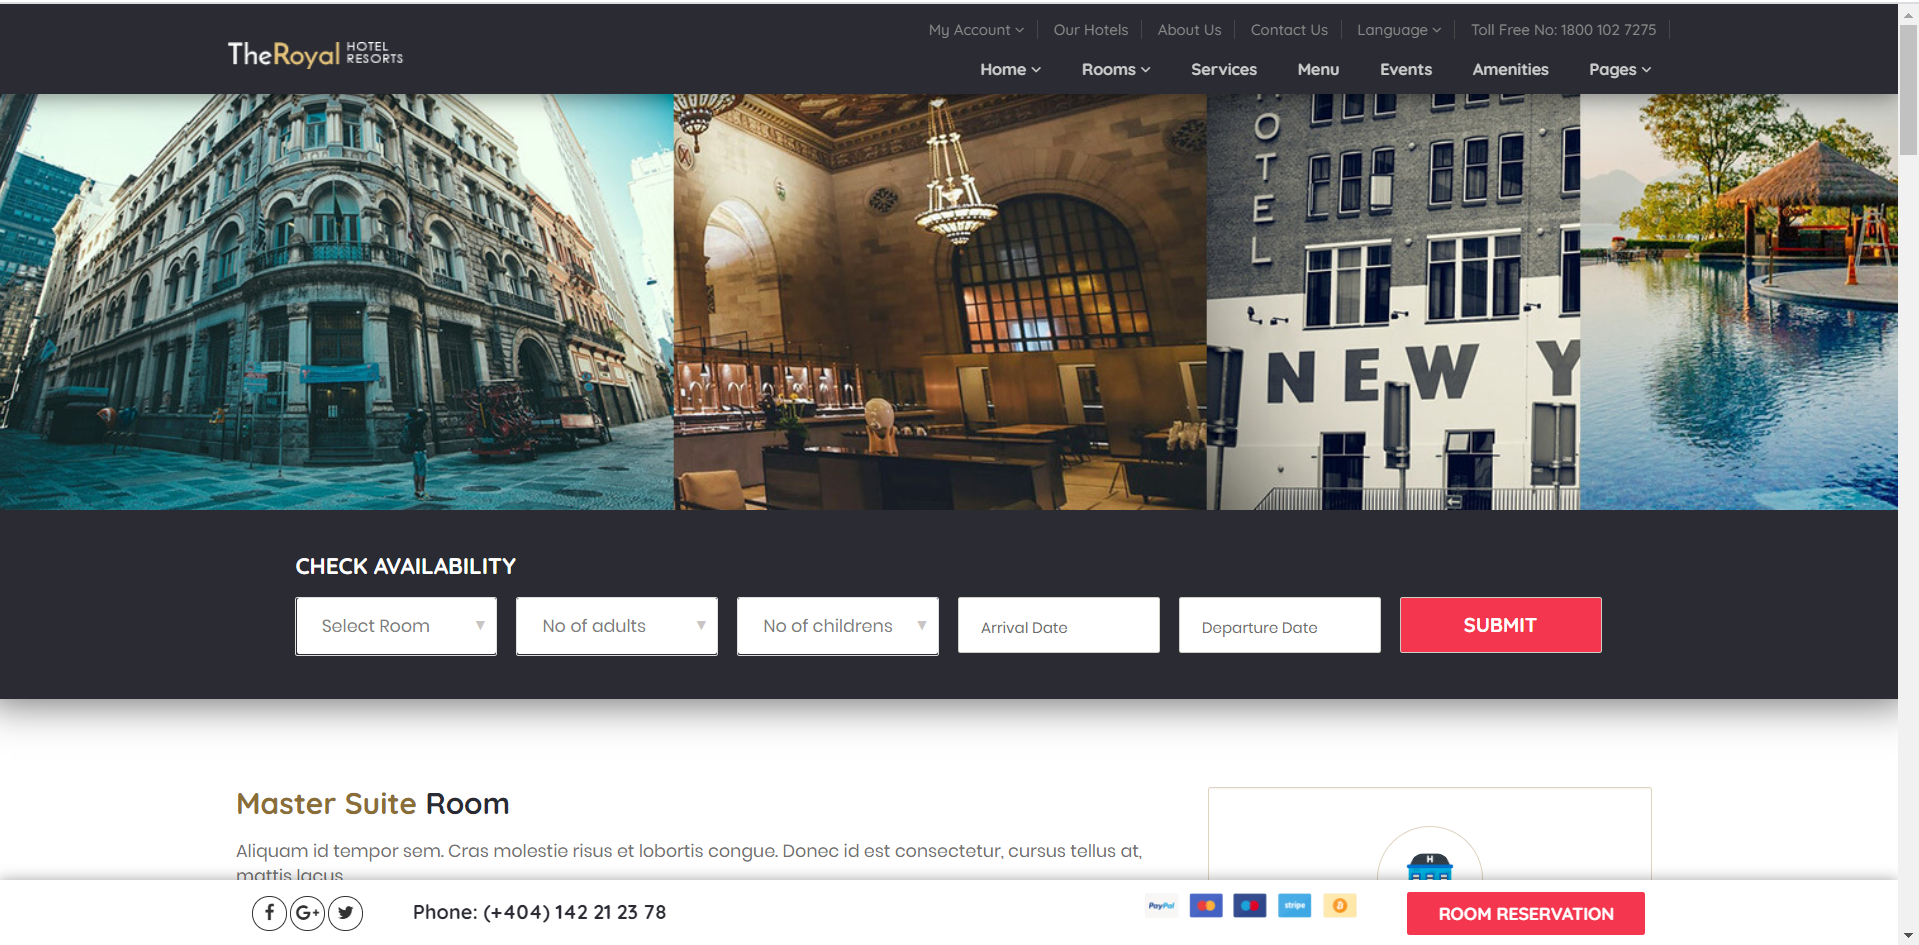 My Account
Our Hotels
About Us
Contact Us
Language
Toll Free No: 1800 102 7275
TheRoyal HOTEL RESORTS
Home
Rooms
Services
Menu
Events
Amenities
Pages
OTEL
NEW Y
CHECK AVAILABILITY
Select Room
No of adults
No of childrens
Arrival Date
Departure Date
SUBMIT
Master Suite Room
Aliquam id tempor sem. Cras molestie risus et lobortis congue. Donec id est consectetur, cursus tellus at,
mattis lacus.
H
f
G+
Phone: (+404) 142 21 23 78
PayPal
stripe
ROOM RESERVATION